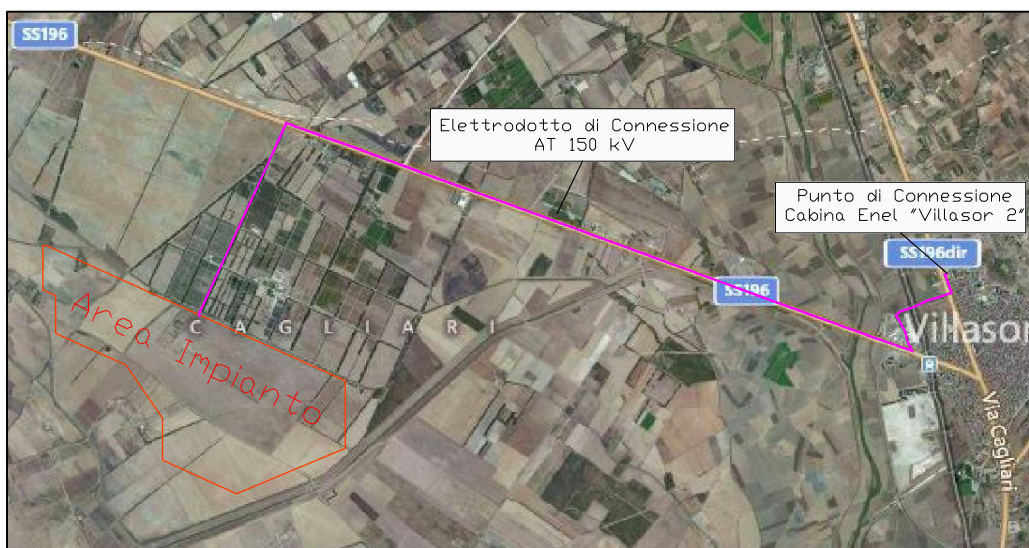 SS196
Elettrodotto di Connessione
AT 150 kV
Punto di Connessione
Cabina Enel "Villasor 2"
SS196dir
SS196
CAGLIARI
Villasor
Area Impianto
Via Cagliari